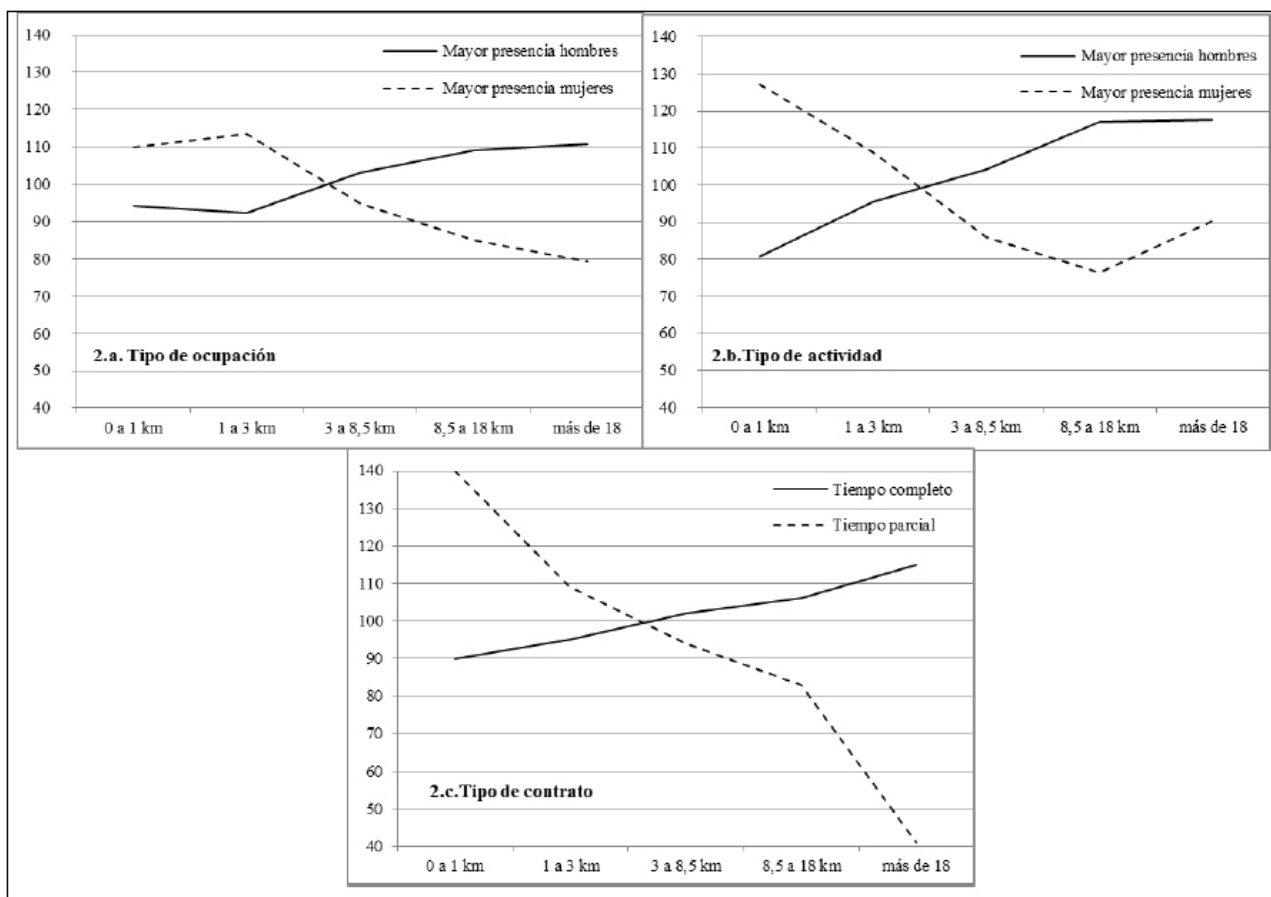 140
130
120
110
100
90
80
70
60
50
40
Mayor presencia hombres
Mayor presencia mujeres
2.a. Tipo de ocupación
0 a 1 km 1 a 3 km 3 a 8,5 km 8,5 a 18 km más de 18
140
130
120
110
100
90
80
70
60
50
40
Mayor presencia hombres
Mayor presencia mujeres
2.b.Tipo de actividad
0 a 1 km 1 a 3 km 3 a 8,5 km 8,5 a 18 km más de 18
140
130
120
110
100
90
80
70
60
50
40
Tiempo completo
Tiempo parcial
2.c.Tipo de contrato
0 a 1 km 1 a 3 km 3 a 8,5 km 8,5 a 18 km más de 18